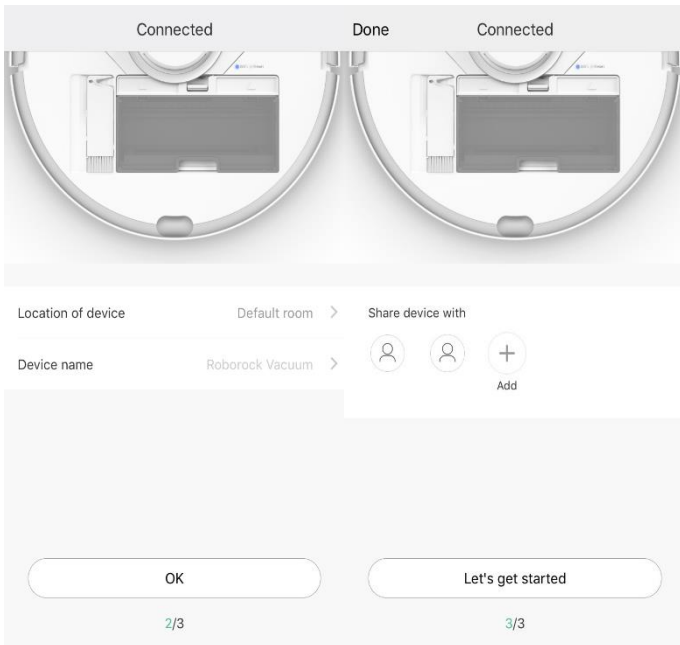 Connected
Location of device Default room
Device name Roborock Vacuum
OK
2/3
Done Connected
Share device with
Add
Let's get started
3/3